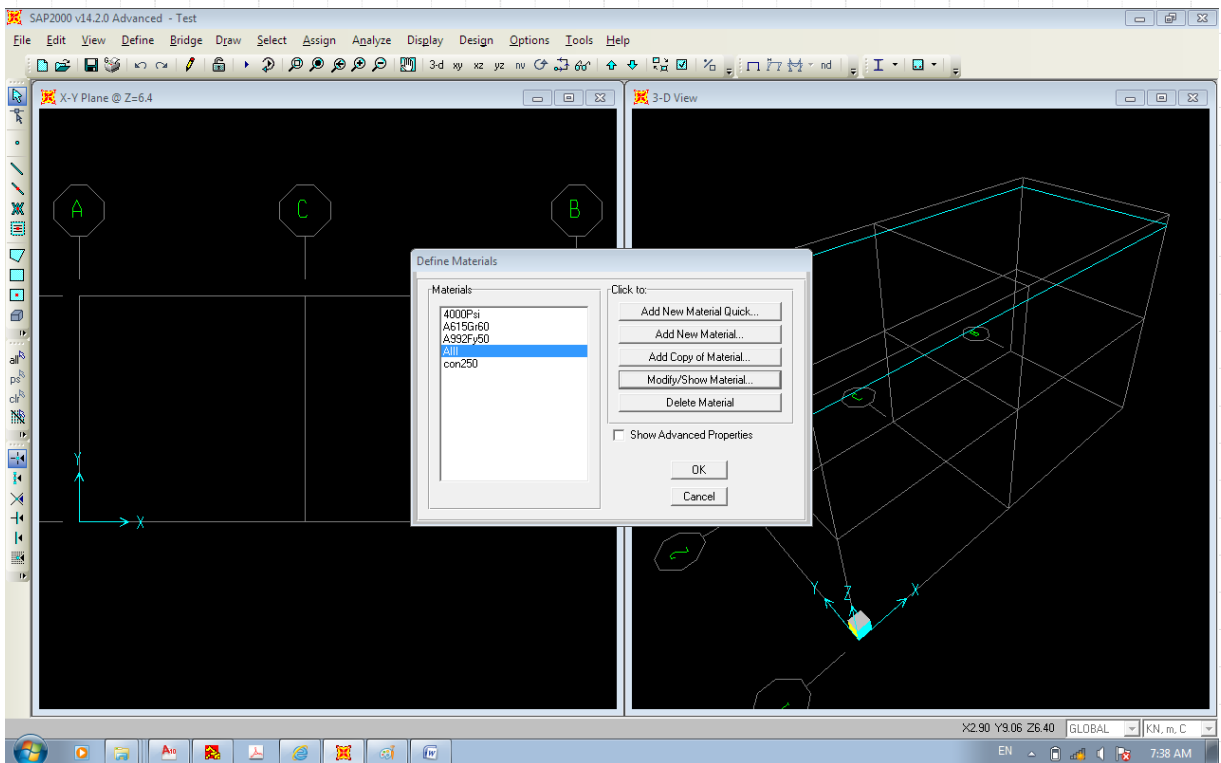 SAP2000 v14.2.0 Advanced - Test
File Edit View Define Bridge Draw Select Assign Analyze Display Design Options Tools Help
3-d xy xz yz nv nd
X-Y Plane @ Z=6.4
3-D View
A C B
Define Materials
Materials
4000Psi
A615Gr60
A992Fy50
AIII
con250
Click to:
Add New Material Quick...
Add New Material...
Add Copy of Material...
Modify/Show Material...
Delete Material
Show Advanced Properties
OK
Cancel
all
ps
clr
Y
X
Y Z X
X2.90 Y9.06 Z6.40 GLOBAL KN, m, C
EN 7:38 AM